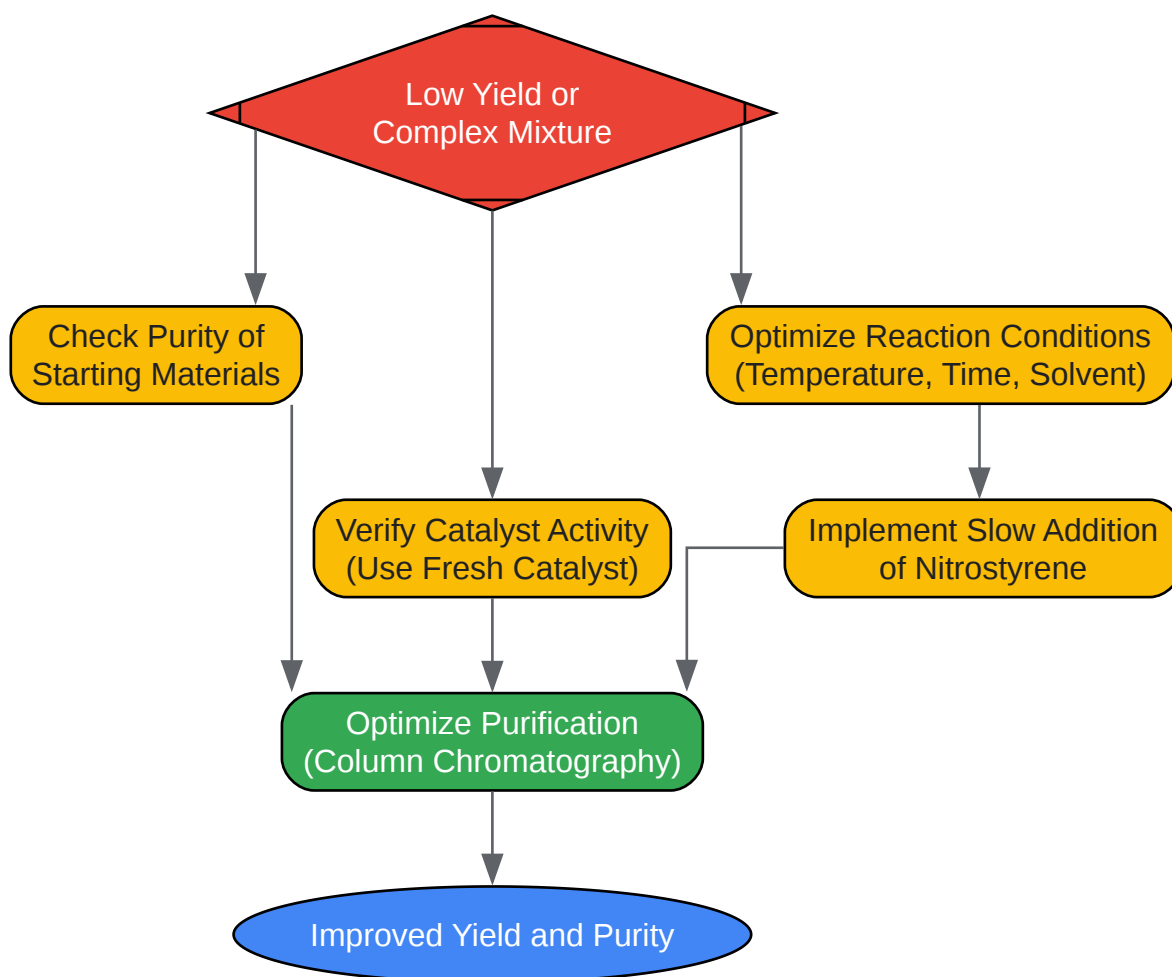 Low Yield or
Complex Mixture
Check Purity of
Starting Materials
Optimize Reaction Conditions
(Temperature, Time, Solvent)
Verify Catalyst Activity
(Use Fresh Catalyst)
Implement Slow Addition
of Nitrostyrene
Optimize Purification
(Column Chromatography)
Improved Yield and Purity